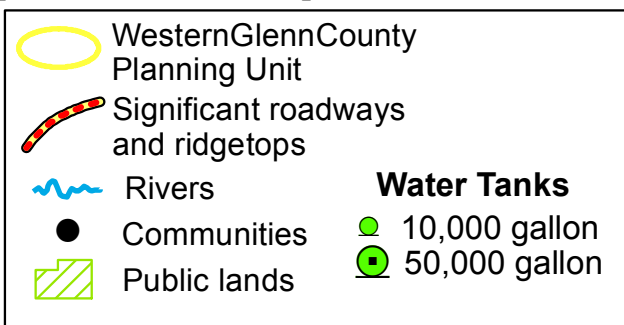 WesternGlennCounty
Planning Unit
Significant roadways
and ridgetops
Rivers
Communities
Public lands
Water Tanks
10,000 gallon
50,000 gallon